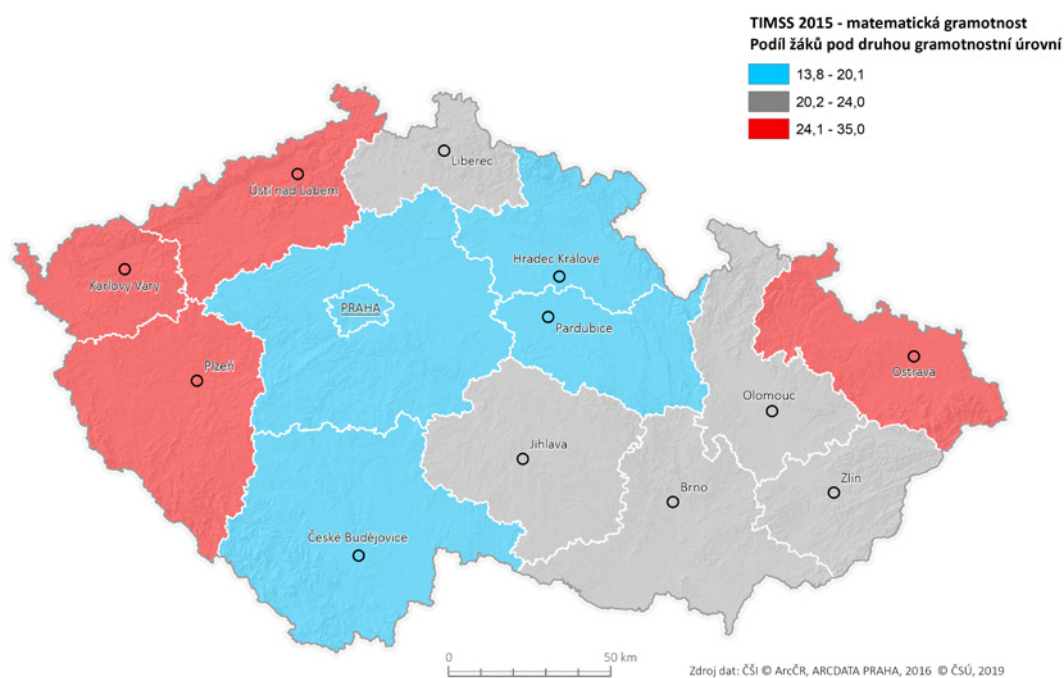 TIMSS 2015 - matematická gramotnost
Podíl žáků pod druhou gramotnostní úrovní
13,8 - 20,1
20,2 - 24,0
24,1 - 35,0
Liberec
Ústí nad Labem
Hradec Králové
Karlovy Vary
PRAHA
Pardubice
Plzeň
Ostrava
Olomouc
Jihlava
Zlín
Brno
České Budějovice
0 50 km
Zdroj dat: ČŠI © ArcČR, ARCDATA PRAHA, 2016 © ČSÚ, 2019